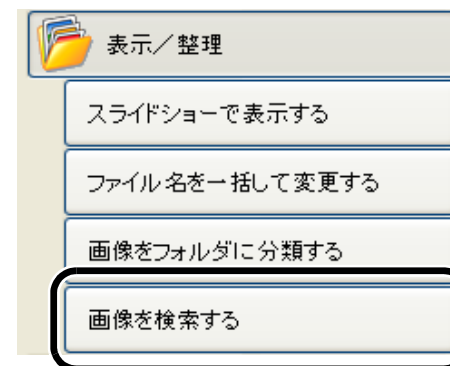 表示／整理
スライドショーで表示する
ファイル名を一括して変更する
画像をフォルダに分類する
画像を検索する